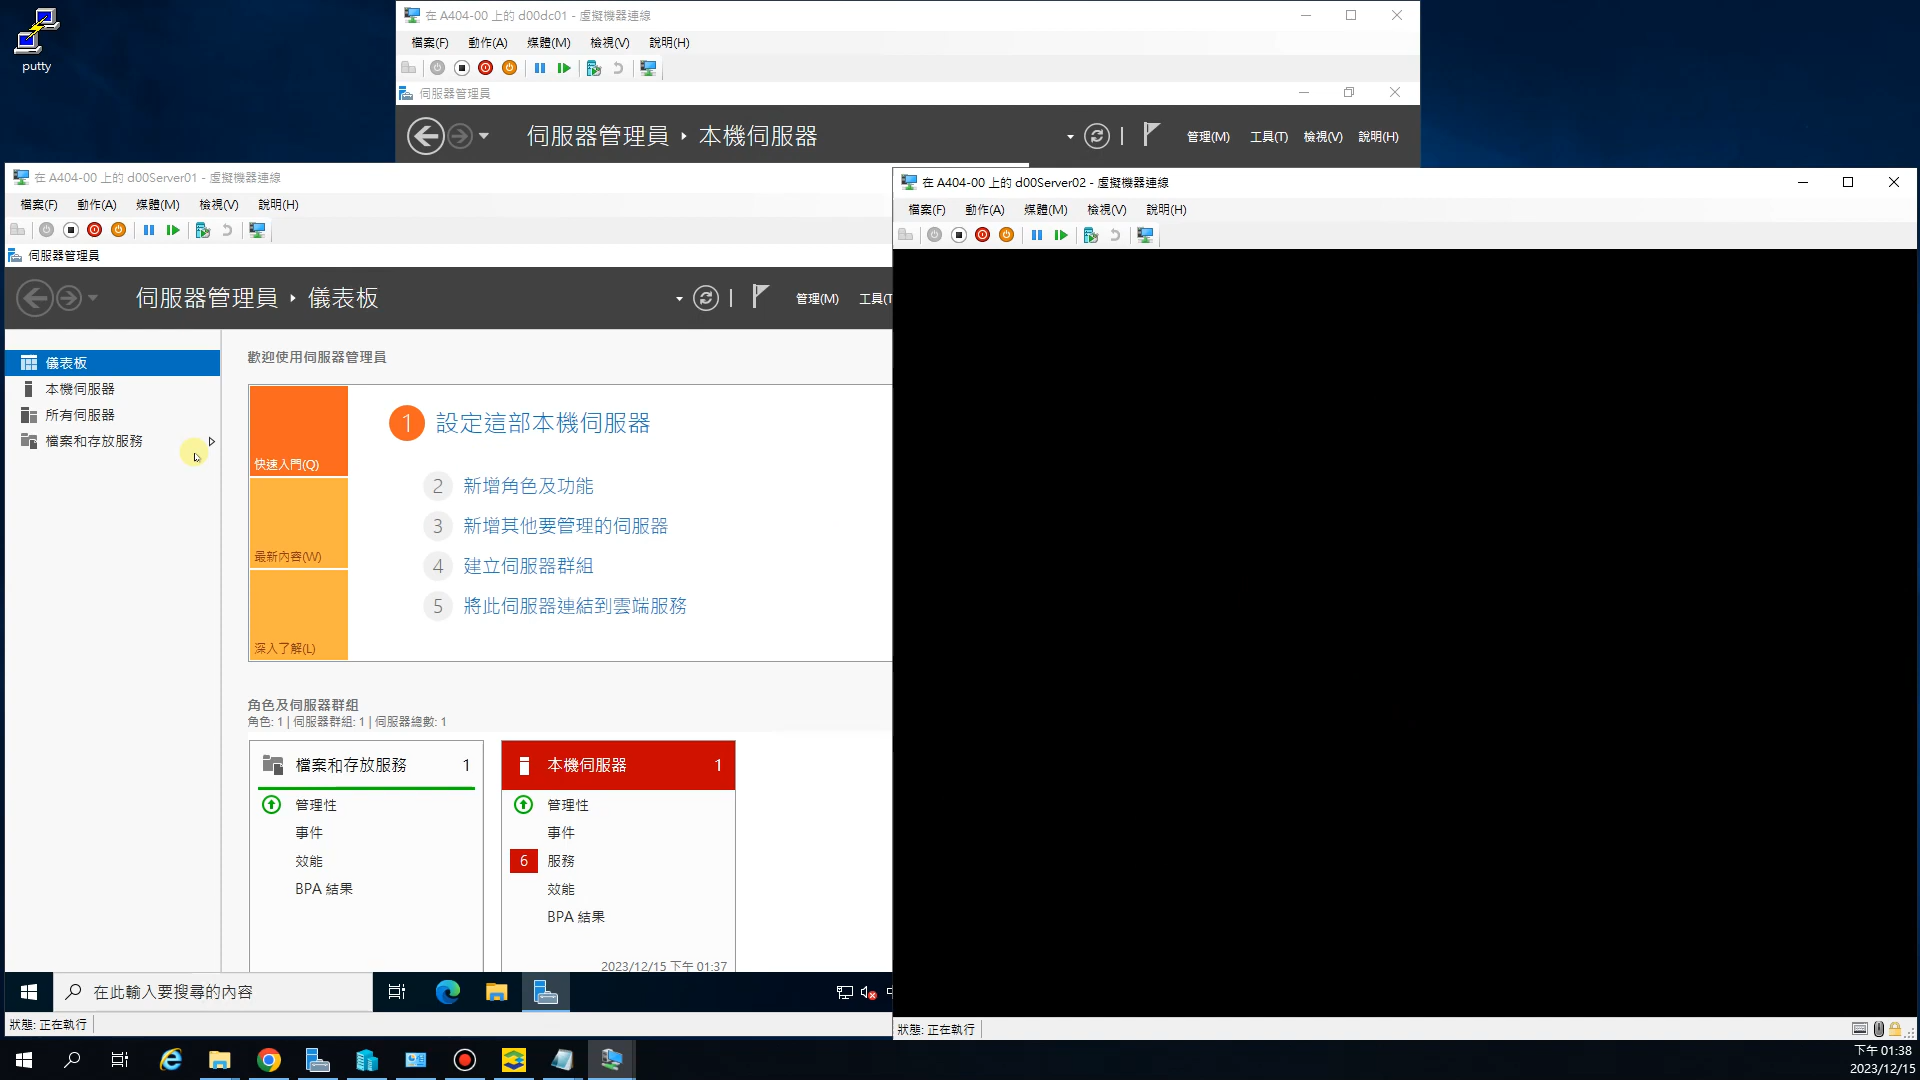 putty
在 A404-00 上的 d00dc01 - 虛擬機器連線
檔案(F) 動作(A) 媒體(M) 檢視(V) 說明(H)
伺服器管理員
伺服器管理員 ‣ 本機伺服器
管理(M) 工具(T) 檢視(V) 說明(H)
在 A404-00 上的 d00Server01 - 虛擬機器連線
檔案(F) 動作(A) 媒體(M) 檢視(V) 說明(H)
伺服器管理員
伺服器管理員 ‣ 儀表板
管理(M) 工具(T
儀表板
本機伺服器
所有伺服器
檔案和存放服務
歡迎使用伺服器管理員
快速入門(Q)
最新內容(W)
深入了解(L)
1 設定這部本機伺服器
2 新增角色及功能
3 新增其他要管理的伺服器
4 建立伺服器群組
5 將此伺服器連結到雲端服務
角色及伺服器群組
角色: 1 | 伺服器群組: 1 | 伺服器總數: 1
檔案和存放服務 1
管理性
事件
效能
BPA 結果
本機伺服器 1
管理性
事件
6 服務
效能
BPA 結果
2023/12/15 下午 01:37
在此輸入要搜尋的內容
狀態: 正在執行
在 A404-00 上的 d00Server02 - 虛擬機器連線
檔案(F) 動作(A) 媒體(M) 檢視(V) 說明(H)
狀態: 正在執行
下午 01:38
2023/12/15